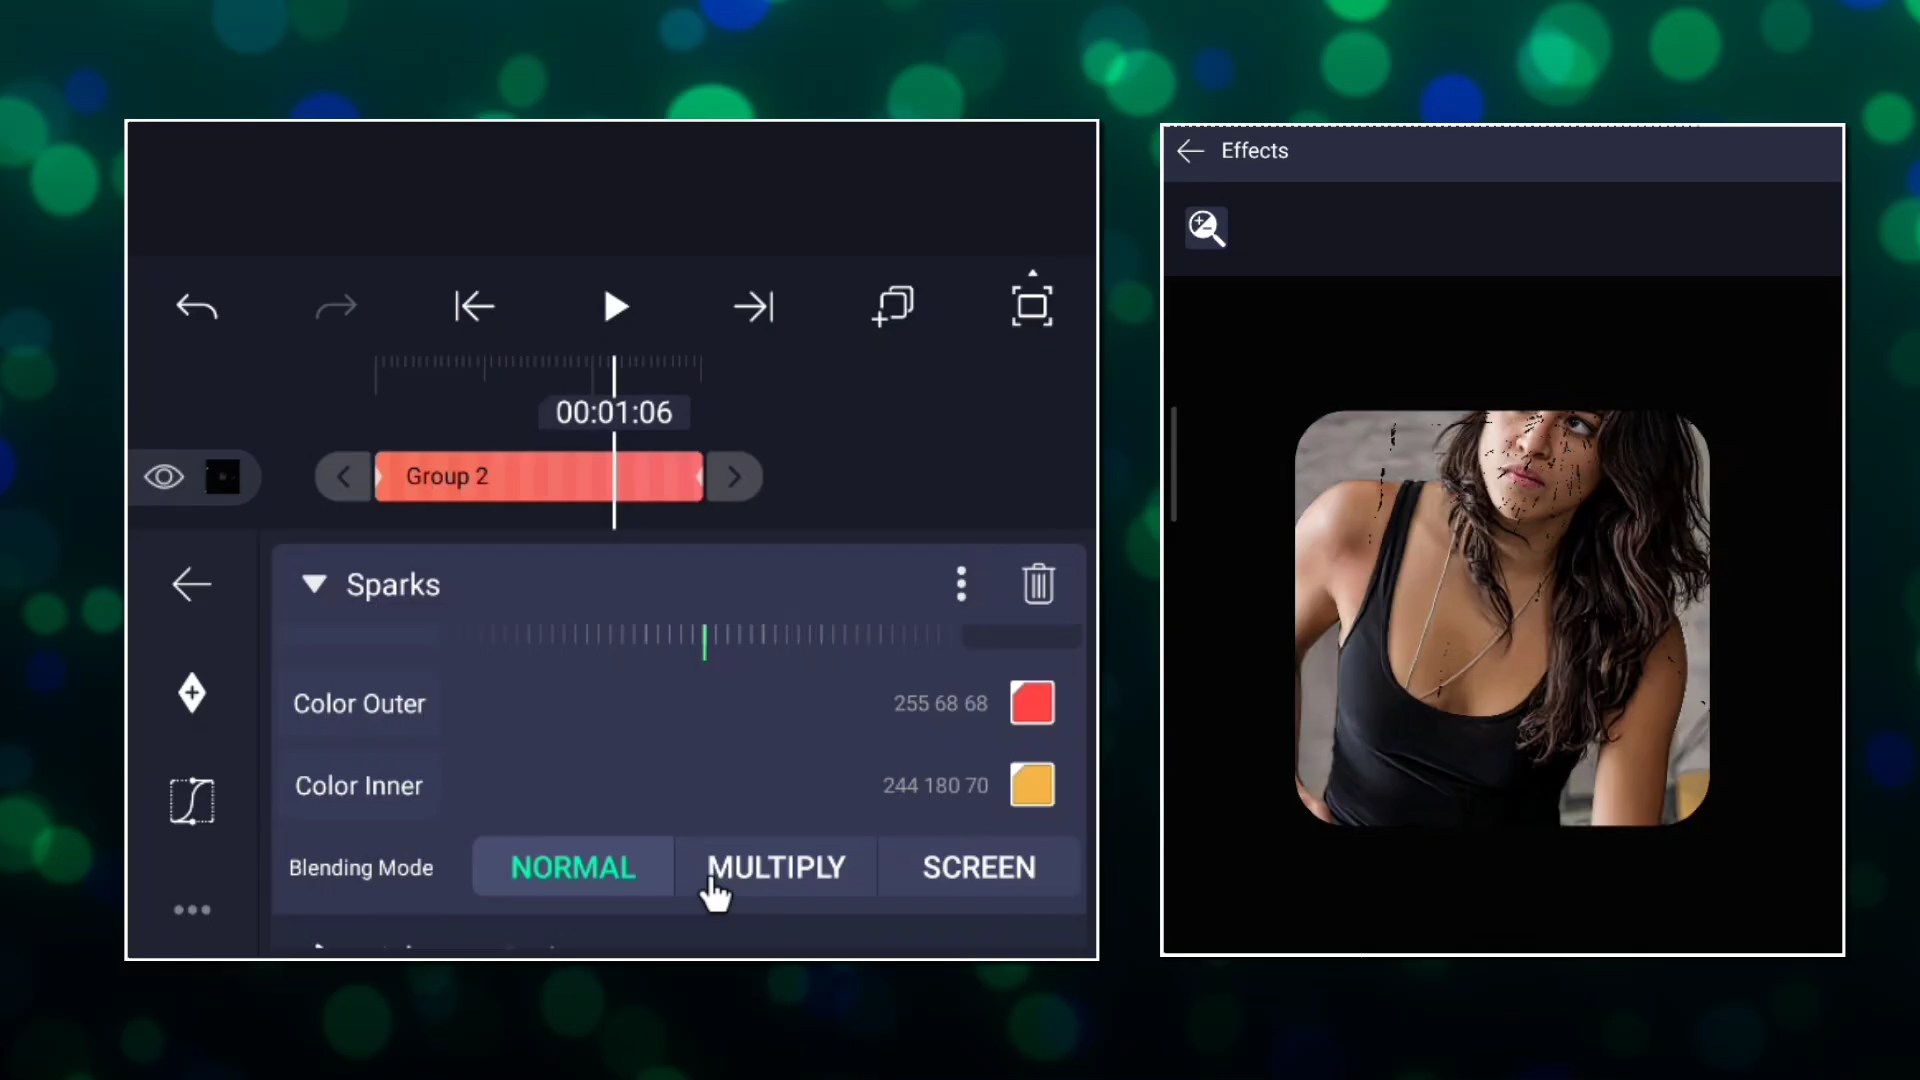 00:01:06
Group 2
Sparks
Color Outer
255 68 68
Color Inner
244 180 70
Blending Mode
NORMAL
MULTIPLY
SCREEN
Effects